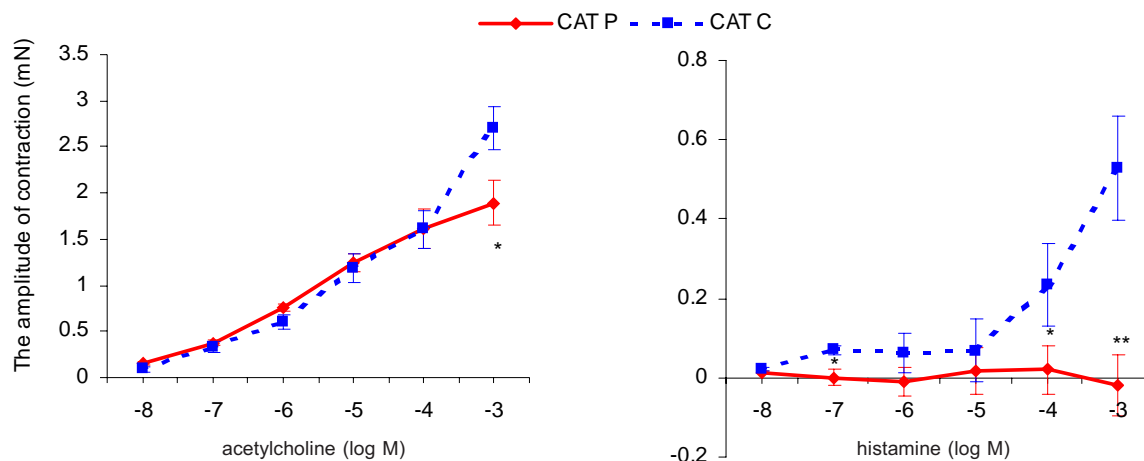 CAT P CAT C
The amplitude of contraction (mN)
3.5
3
2.5
2
1.5
1
0.5
0
*
-8 -7 -6 -5 -4 -3
acetylcholine (log M)
0.8
0.6
0.4
0.2
0
-0.2
* * **
-8 -7 -6 -5 -4 -3
histamine (log M)